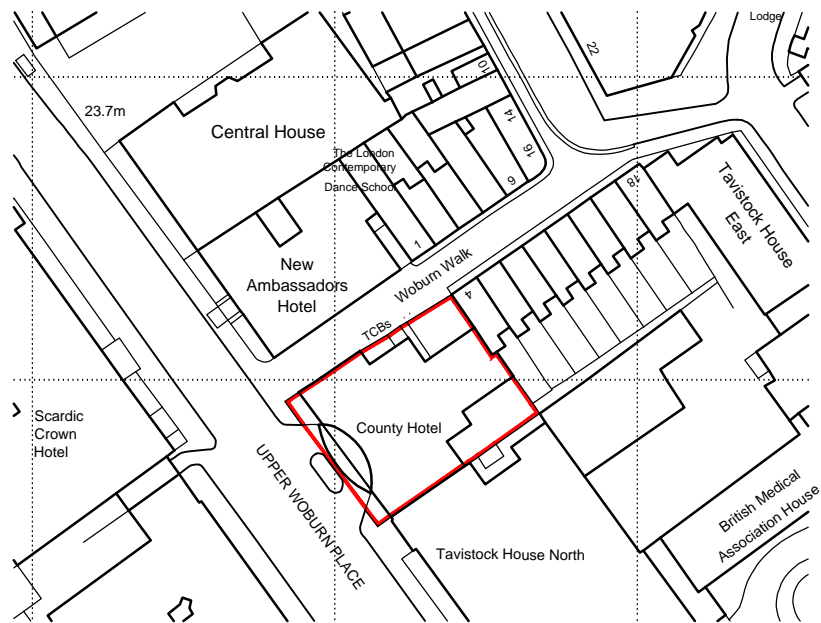 Lodge
22
10
23.7m
14
Central House
16
The London
Contemporary
Dance School
9
18
Tavistock House
East
1
Woburn Walk
New
Ambassadors
Hotel
4
TCBs
Scardic
Crown
Hotel
County Hotel
UPPER WOBURN PLACE
British Medical
Association House
Tavistock House North